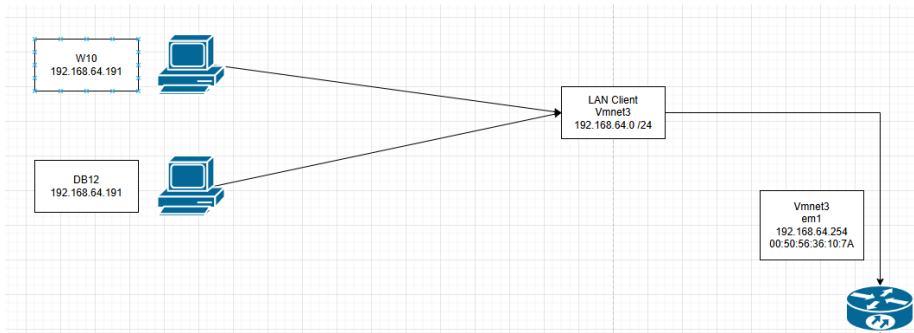 W10
192.168.64.191
LAN Client
Vmnet3
192.168.64.0 /24
DB12
192.168.64.191
Vmnet3
em1
192.168.64.254
00:50:56:36:10:7A